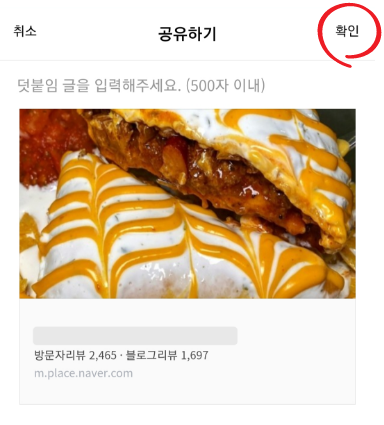 취소
공유하기
확인
덧붙임 글을 입력해주세요. (500자 이내)
방문자리뷰 2,465 · 블로그리뷰 1,697
m.place.naver.com